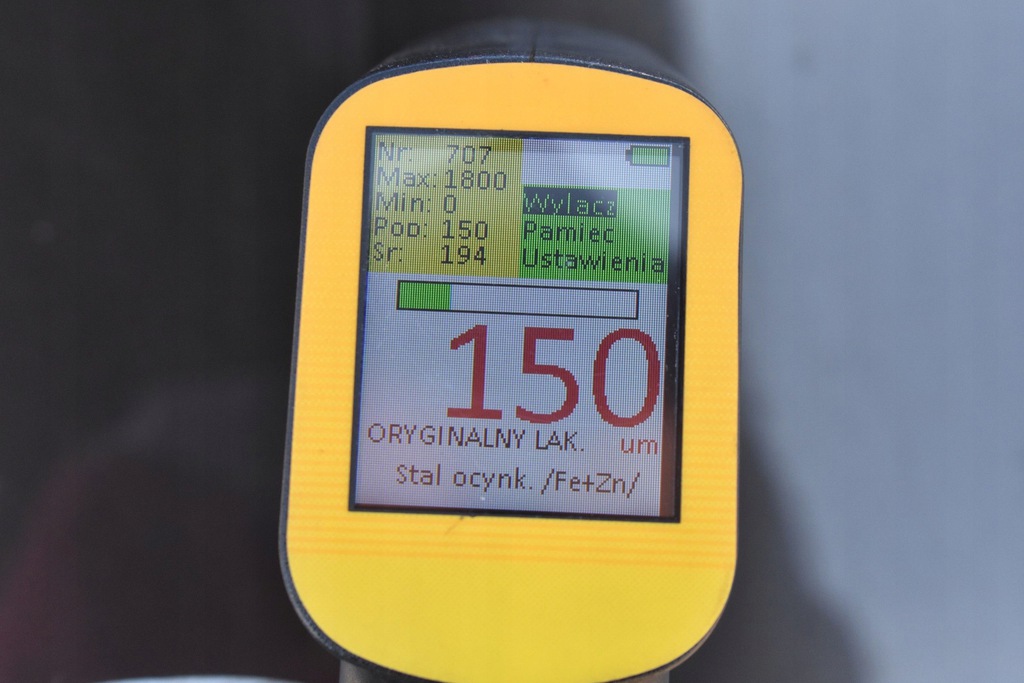 Nr: 707
Max: 1800
Min: 0
Pop: 150
Sr: 194
Wylacz
Pamiec
Ustawienia
150
um
ORYGINALNY LAK.
Stal ocynk. /Fe+Zn/